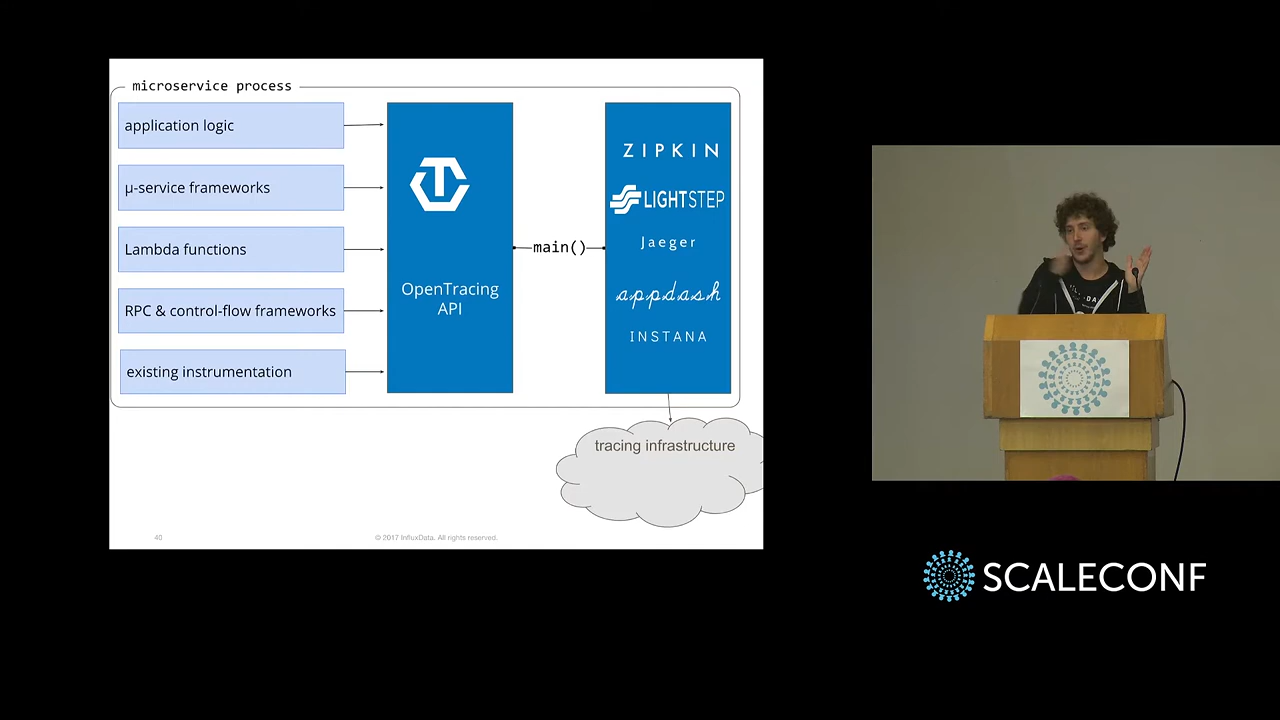 microservice process
application logic
µ-service frameworks
Lambda functions
RPC & control-flow frameworks
existing instrumentation
OpenTracing
API
main()
ZIPKIN
LIGHTSTEP
Jaeger
appdash
INSTANA
tracing infrastructure
40
© 2017 InfluxData. All rights reserved.
SCALECONF